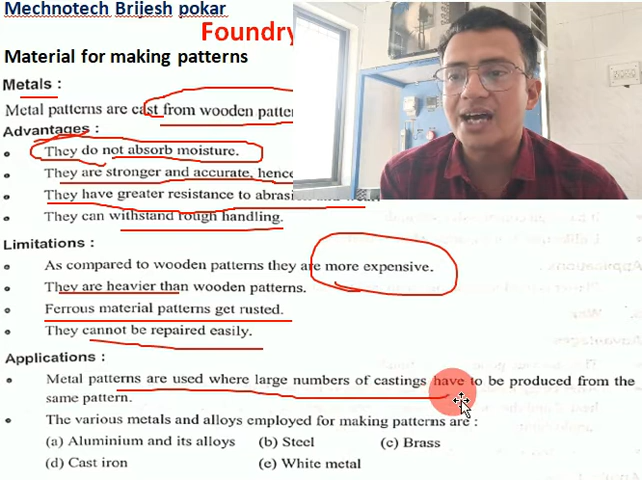 Mechnotech Brijesh pokar
Foundry
Material for making patterns
Metals :
Metal patterns are cast from wooden patte
Advantages :
They do not absorb moisture.
They are stronger and accurate, hence
They have greater resistance to abrasion and wear
They can withstand rough handling.
Limitations :
As compared to wooden patterns they are more expensive.
They are heavier than wooden patterns.
Ferrous material patterns get rusted.
They cannot be repaired easily.
Applications :
Metal patterns are used where large numbers of castings have to be produced from the
same pattern.
The various metals and alloys employed for making patterns are :
(a) Aluminium and its alloys (b) Steel (c) Brass
(d) Cast iron (e) White metal